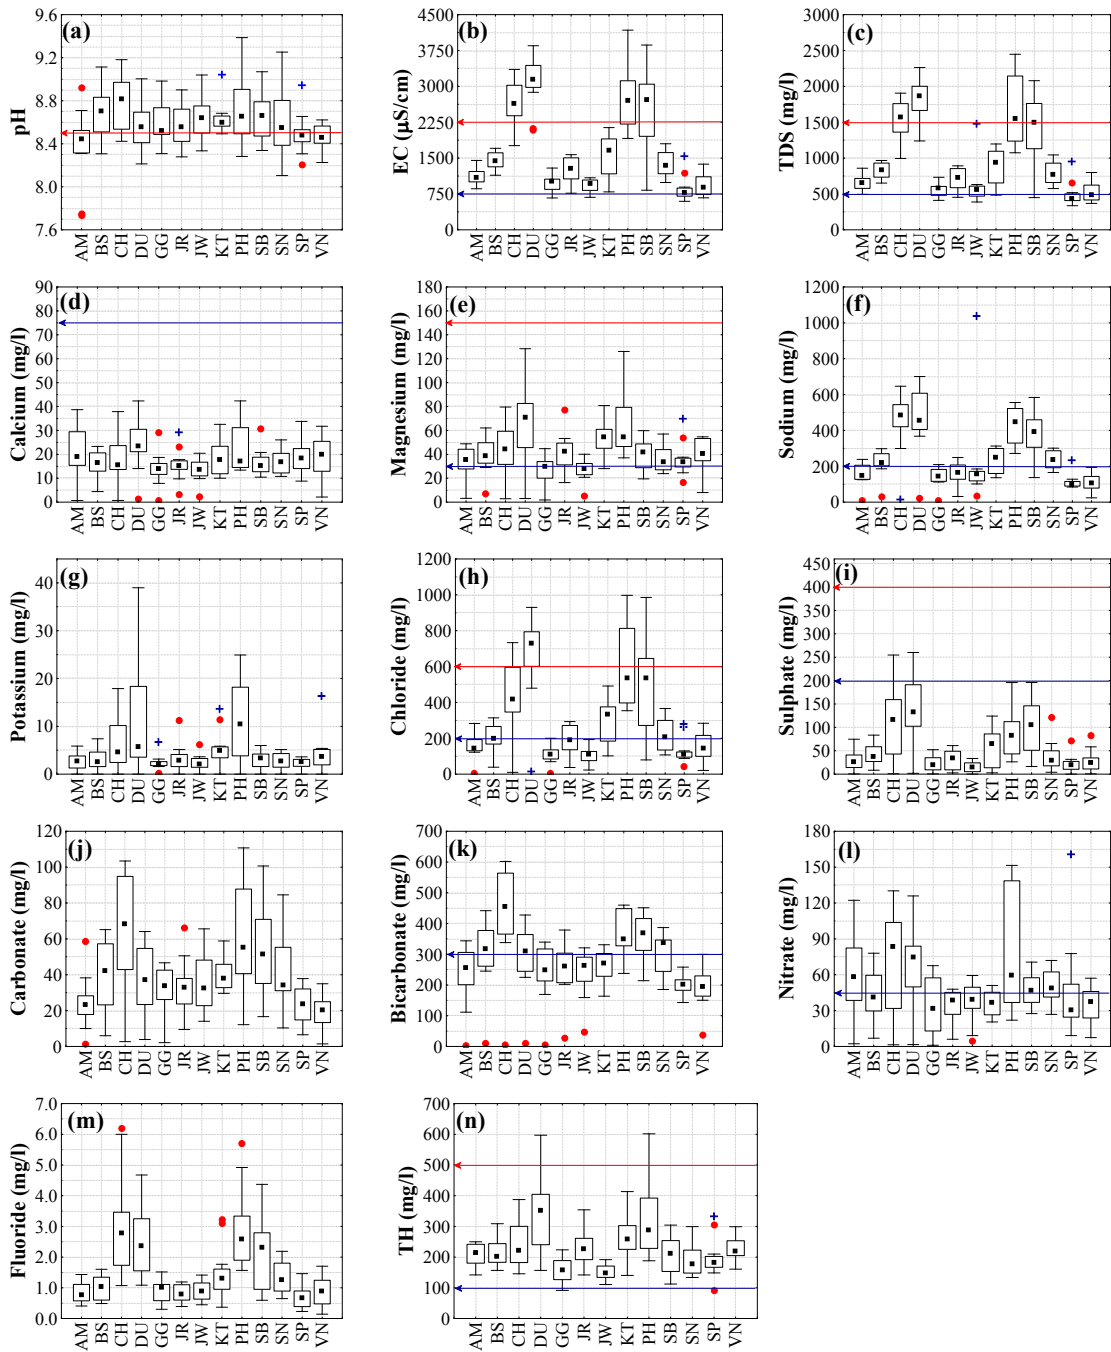 (a)
pH
9.6
9.2
8.8
8.4
8.0
7.6
AM BS CH DU GG JR JW KT PH SB SN SP VN
(b)
EC (µS/cm)
4500
3750
3000
2250
1500
750
0
AM BS CH DU GG JR JW KT PH SB SN SP VN
(c)
TDS (mg/l)
3000
2500
2000
1500
1000
500
0
AM BS CH DU GG JR JW KT PH SB SN SP VN
(d)
Calcium (mg/l)
90
80
70
60
50
40
30
20
10
0
AM BS CH DU GG JR JW KT PH SB SN SP VN
(e)
Magnesium (mg/l)
180
160
140
120
100
80
60
40
20
0
AM BS CH DU GG JR JW KT PH SB SN SP VN
(f)
Sodium (mg/l)
1200
1000
800
600
400
200
0
AM BS CH DU GG JR JW KT PH SB SN SP VN
(g)
Potassium (mg/l)
40
30
20
10
0
AM BS CH DU GG JR JW KT PH SB SN SP VN
(h)
Chloride (mg/l)
1200
1000
800
600
400
200
0
AM BS CH DU GG JR JW KT PH SB SN SP VN
(i)
Sulphate (mg/l)
450
400
350
300
250
200
150
100
50
0
AM BS CH DU GG JR JW KT PH SB SN SP VN
(j)
Carbonate (mg/l)
120
100
80
60
40
20
0
AM BS CH DU GG JR JW KT PH SB SN SP VN
(k)
Bicarbonate (mg/l)
700
600
500
400
300
200
100
0
AM BS CH DU GG JR JW KT PH SB SN SP VN
(l)
Nitrate (mg/l)
180
150
120
90
60
30
0
AM BS CH DU GG JR JW KT PH SB SN SP VN
(m)
Fluoride (mg/l)
7.0
6.0
5.0
4.0
3.0
2.0
1.0
0.0
AM BS CH DU GG JR JW KT PH SB SN SP VN
(n)
TH (mg/l)
700
600
500
400
300
200
100
0
AM BS CH DU GG JR JW KT PH SB SN SP VN